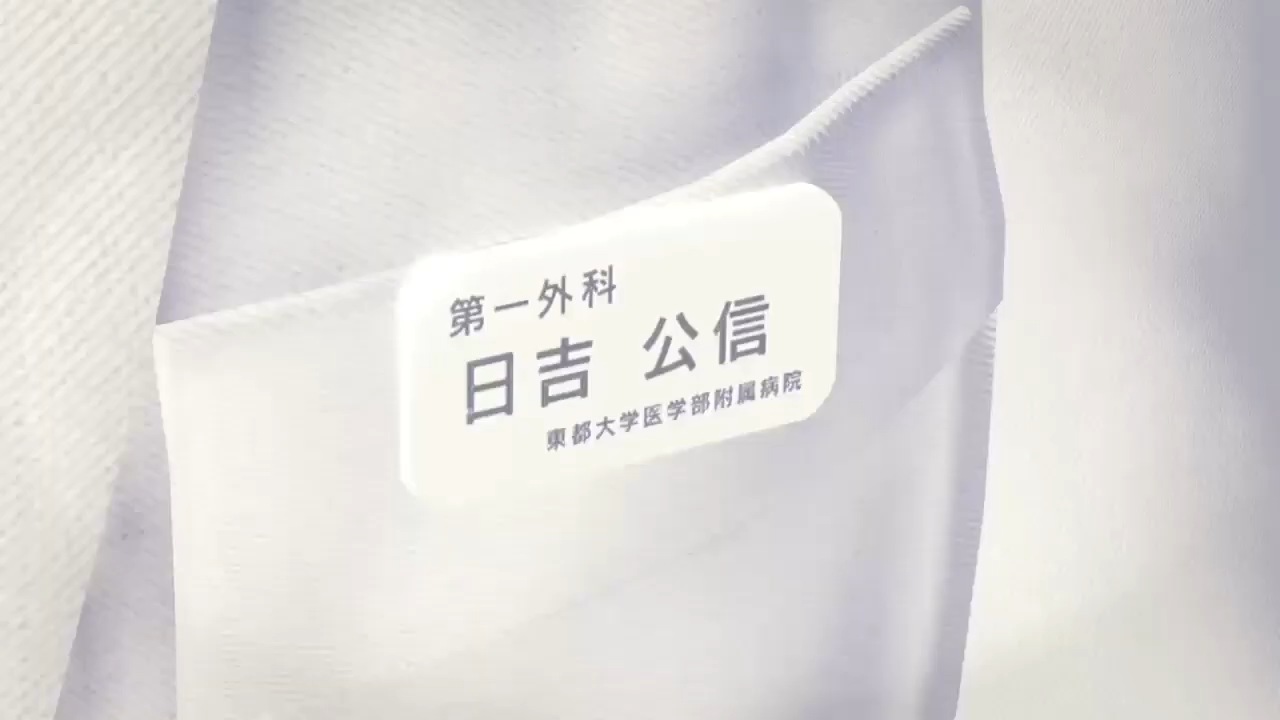 第一外科
日吉 公信
東都大学医学部附属病院